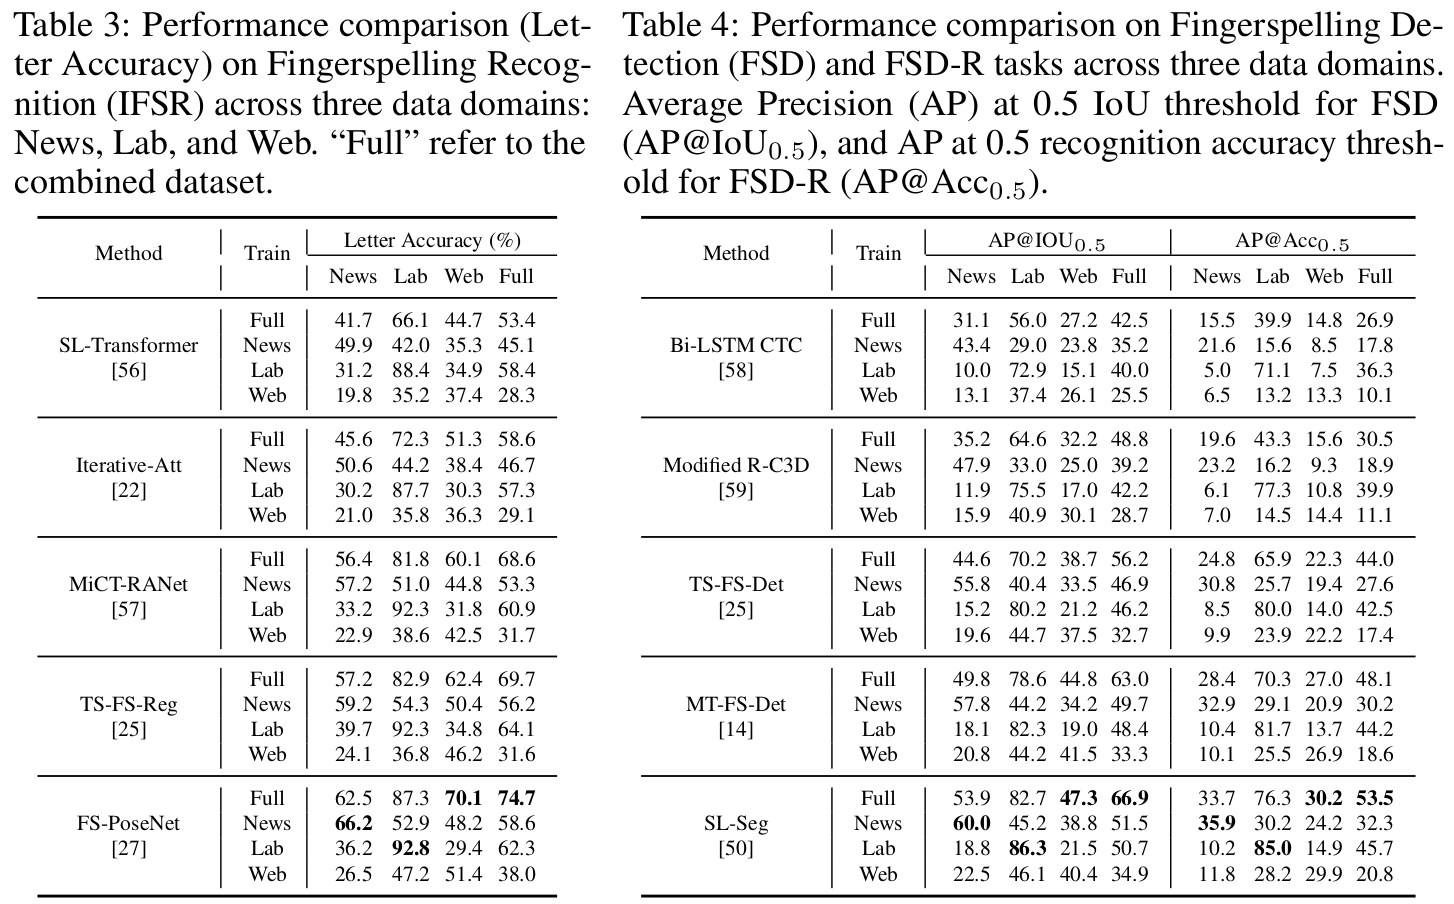 Table 3: Performance comparison (Let-
ter Accuracy) on Fingerspelling Recog-
nition (IFSR) across three data domains:
News, Lab, and Web. “Full” refer to the
combined dataset.
Method Train Letter Accuracy (%)
News Lab Web Full
SL-Transformer [56]
Full 41.7 66.1 44.7 53.4
News 49.9 42.0 35.3 45.1
Lab 31.2 88.4 34.9 58.4
Web 19.8 35.2 37.4 28.3
Iterative-Att [22]
Full 45.6 72.3 51.3 58.6
News 50.6 44.2 38.4 46.7
Lab 30.2 87.7 30.3 57.3
Web 21.0 35.8 36.3 29.1
MiCT-RANet [57]
Full 56.4 81.8 60.1 68.6
News 57.2 51.0 44.8 53.3
Lab 33.2 92.3 31.8 60.9
Web 22.9 38.6 42.5 31.7
TS-FS-Reg [25]
Full 57.2 82.9 62.4 69.7
News 59.2 54.3 50.4 56.2
Lab 39.7 92.3 34.8 64.1
Web 24.1 36.8 46.2 31.6
FS-PoseNet [27]
Full 62.5 87.3 70.1 74.7
News 66.2 52.9 48.2 58.6
Lab 36.2 92.8 29.4 62.3
Web 26.5 47.2 51.4 38.0
Table 4: Performance comparison on Fingerspelling De-
tection (FSD) and FSD-R tasks across three data domains.
Average Precision (AP) at 0.5 IoU threshold for FSD
(AP@IoU0.5), and AP at 0.5 recognition accuracy thresh-
old for FSD-R (AP@Acc0.5).
Method Train AP@IOU0.5 AP@Acc0.5
News Lab Web Full News Lab Web Full
Bi-LSTM CTC [58]
Full 31.1 56.0 27.2 42.5 15.5 39.9 14.8 26.9
News 43.4 29.0 23.8 35.2 21.6 15.6 8.5 17.8
Lab 10.0 72.9 15.1 40.0 5.0 71.1 7.5 36.3
Web 13.1 37.4 26.1 25.5 6.5 13.2 13.3 10.1
Modified R-C3D [59]
Full 35.2 64.6 32.2 48.8 19.6 43.3 15.6 30.5
News 47.9 33.0 25.0 39.2 23.2 16.2 9.3 18.9
Lab 11.9 75.5 17.0 42.2 6.1 77.3 10.8 39.9
Web 15.9 40.9 30.1 28.7 7.0 14.5 14.4 11.1
TS-FS-Det [25]
Full 44.6 70.2 38.7 56.2 24.8 65.9 22.3 44.0
News 55.8 40.4 33.5 46.9 30.8 25.7 19.4 27.6
Lab 15.2 80.2 21.2 46.2 8.5 80.0 14.0 42.5
Web 19.6 44.7 37.5 32.7 9.9 23.9 22.2 17.4
MT-FS-Det [14]
Full 49.8 78.6 44.8 63.0 28.4 70.3 27.0 48.1
News 57.8 44.2 34.2 49.7 32.9 29.1 20.9 30.2
Lab 18.1 82.3 19.0 48.4 10.4 81.7 13.7 44.2
Web 20.8 44.2 41.5 33.3 10.1 25.5 26.9 18.6
SL-Seg [50]
Full 53.9 82.7 47.3 66.9 33.7 76.3 30.2 53.5
News 60.0 45.2 38.8 51.5 35.9 30.2 24.2 32.3
Lab 18.8 86.3 21.5 50.7 10.2 85.0 14.9 45.7
Web 22.5 46.1 40.4 34.9 11.8 28.2 29.9 20.8